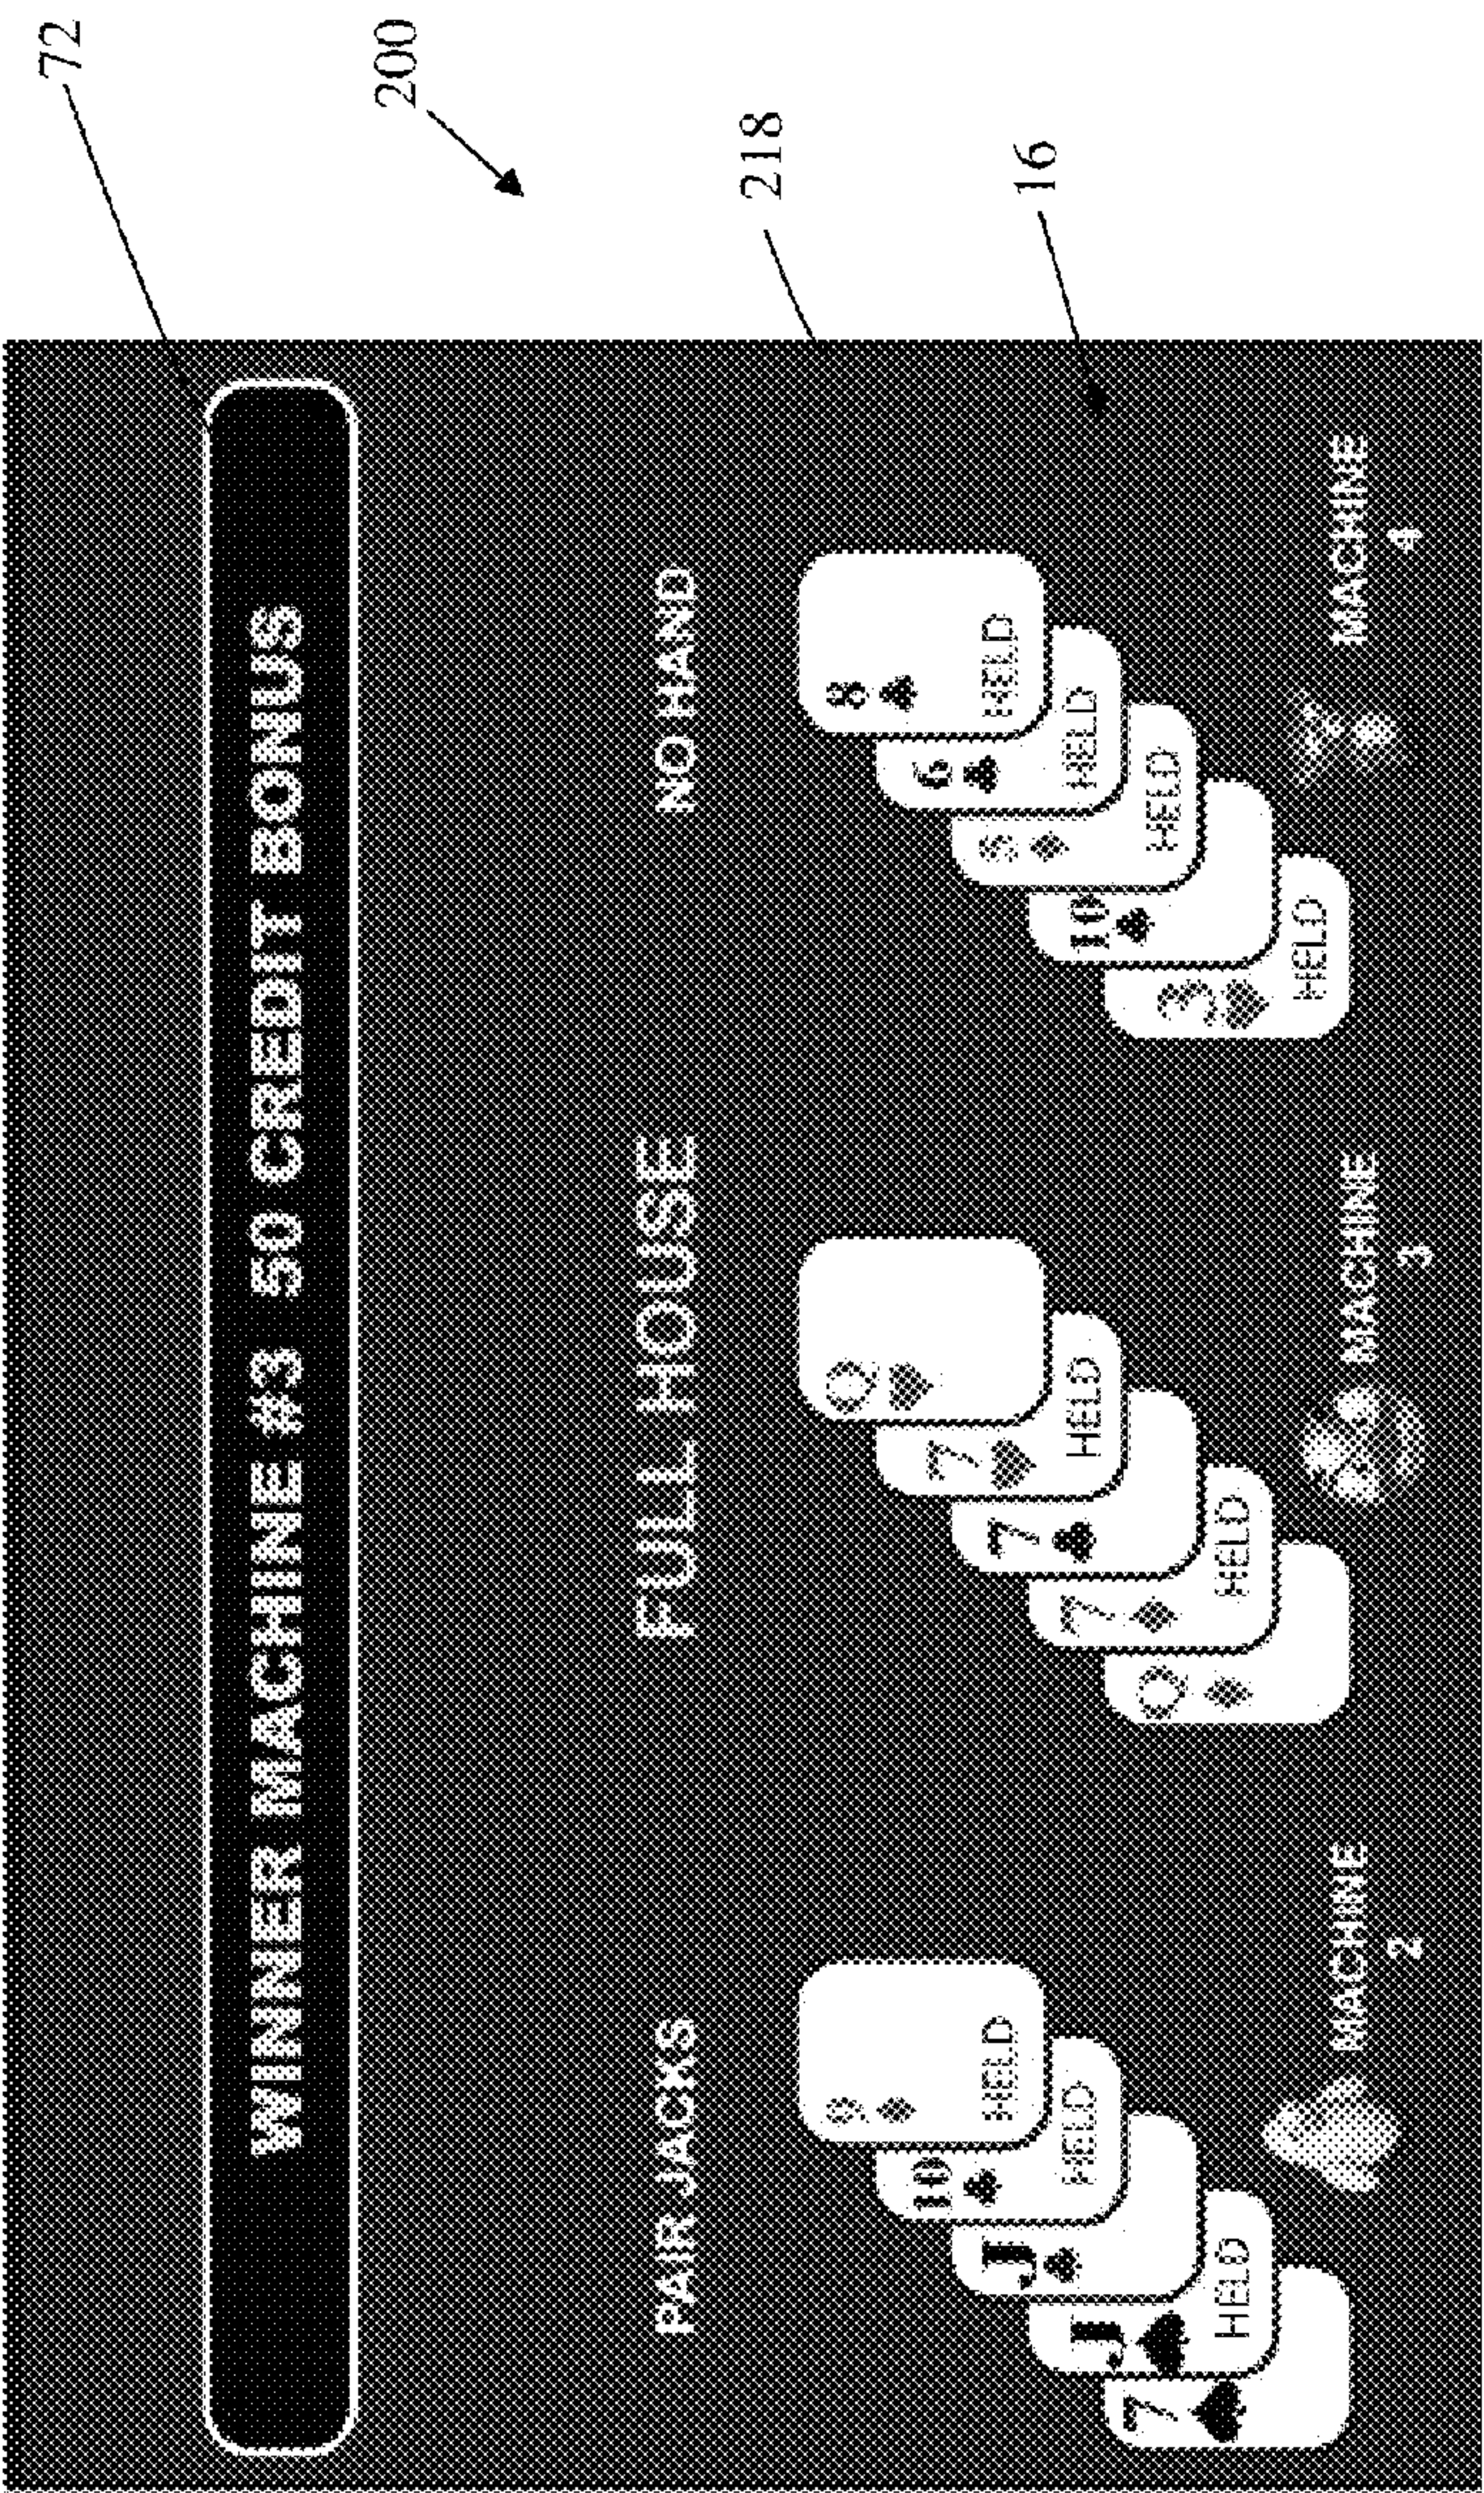 72
200
218
16
WINNER MACHINE #3 50 CREDIT BONUS
PAIR JACKS
FULL HOUSE
NO HAND
7
J
HELD
J
10
HELD
9
HELD
Q
7
HELD
7
7
HELD
Q
3
HELD
10
HELD
6
HELD
8
HELD
MACHINE
2
MACHINE
3
MACHINE
4